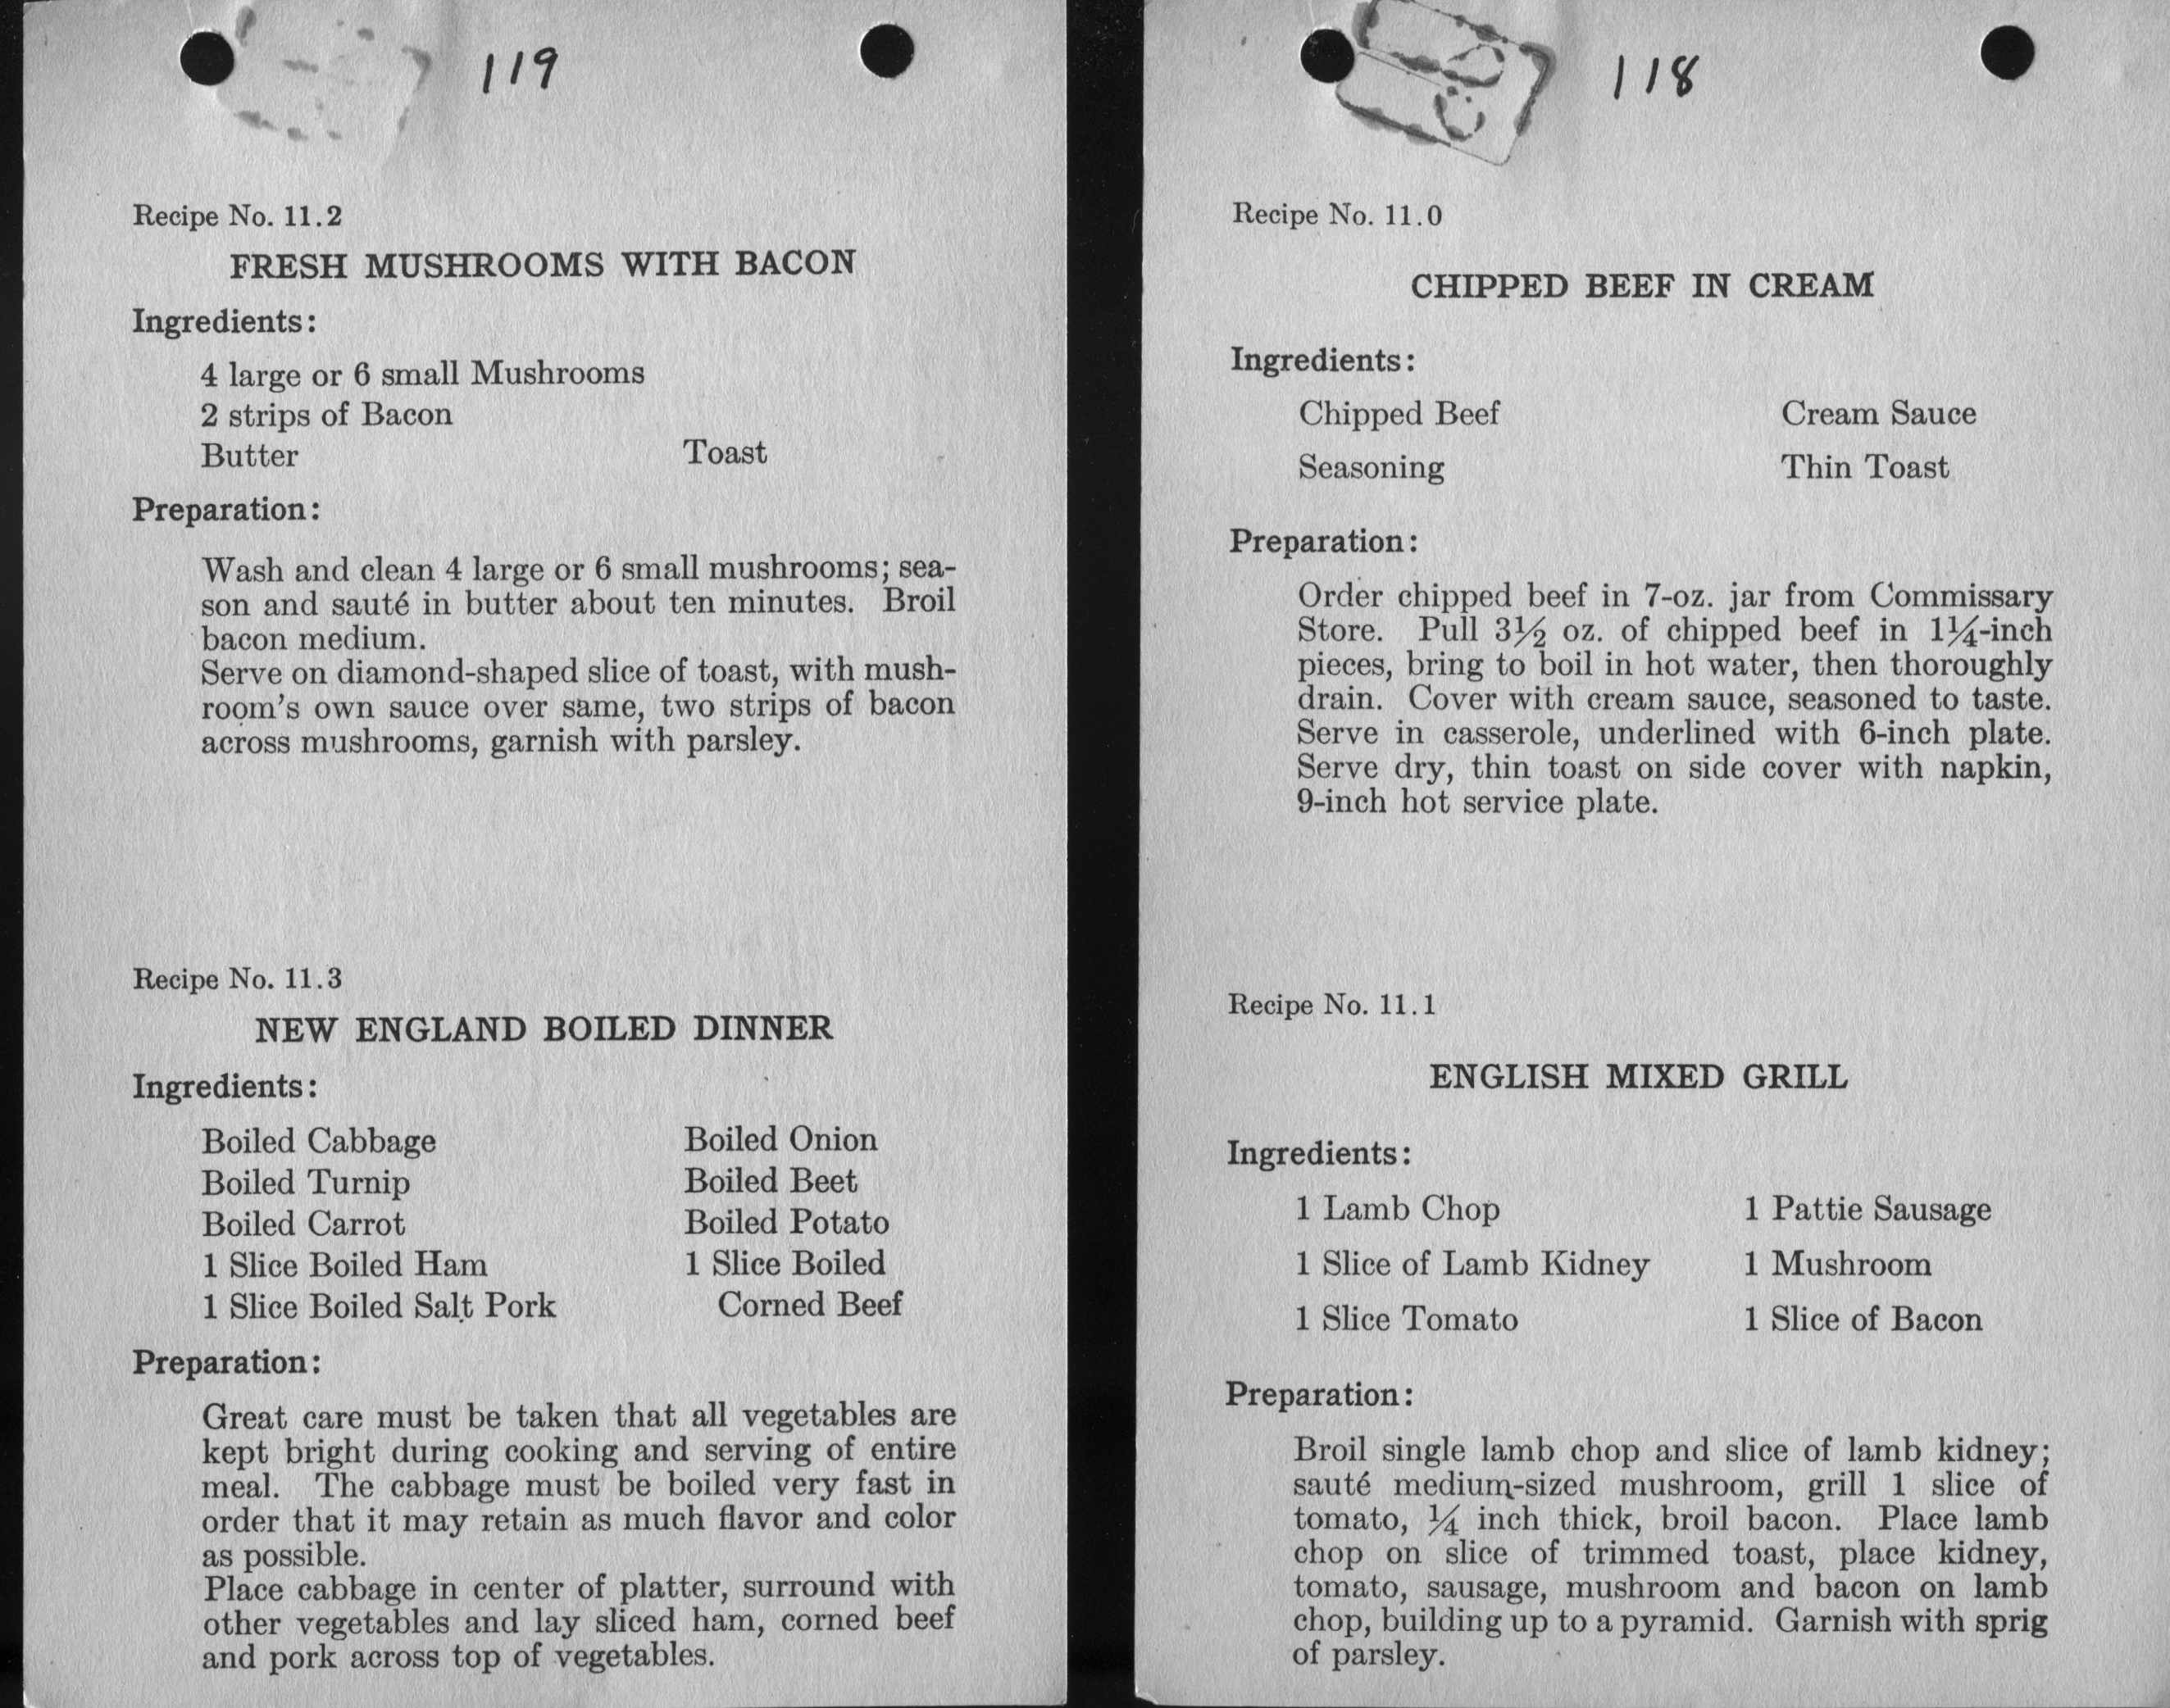 119
Recipe No. 11.2
FRESH MUSHROOMS WITH BACON
Ingredients:
4 large or 6 small Mushrooms
2 strips of Bacon
Butter Toast
Preparation:
Wash and clean 4 large or 6 small mushrooms; sea-
son and sauté in butter about ten minutes. Broil
bacon medium.
Serve on diamond-shaped slice of toast, with mush-
room's own sauce over same, two strips of bacon
across mushrooms, garnish with parsley.
Recipe No. 11.3
NEW ENGLAND BOILED DINNER
Ingredients:
Boiled Cabbage Boiled Onion
Boiled Turnip Boiled Beet
Boiled Carrot Boiled Potato
1 Slice Boiled Ham 1 Slice Boiled
1 Slice Boiled Salt Pork Corned Beef
Preparation:
Great care must be taken that all vegetables are
kept bright during cooking and serving of entire
meal. The cabbage must be boiled very fast in
order that it may retain as much flavor and color
as possible.
Place cabbage in center of platter, surround with
other vegetables and lay sliced ham, corned beef
and pork across top of vegetables.
118
Recipe No. 11.0
CHIPPED BEEF IN CREAM
Ingredients:
Chipped Beef Cream Sauce
Seasoning Thin Toast
Preparation:
Order chipped beef in 7-oz. jar from Commissary
Store. Pull 3½ oz. of chipped beef in 1¼-inch
pieces, bring to boil in hot water, then thoroughly
drain. Cover with cream sauce, seasoned to taste.
Serve in casserole, underlined with 6-inch plate.
Serve dry, thin toast on side cover with napkin,
9-inch hot service plate.
Recipe No. 11.1
ENGLISH MIXED GRILL
Ingredients:
1 Lamb Chop 1 Pattie Sausage
1 Slice of Lamb Kidney 1 Mushroom
1 Slice Tomato 1 Slice of Bacon
Preparation:
Broil single lamb chop and slice of lamb kidney;
sauté medium-sized mushroom, grill 1 slice of
tomato, ¼ inch thick, broil bacon. Place lamb
chop on slice of trimmed toast, place kidney,
tomato, sausage, mushroom and bacon on lamb
chop, building up to a pyramid. Garnish with sprig
of parsley.